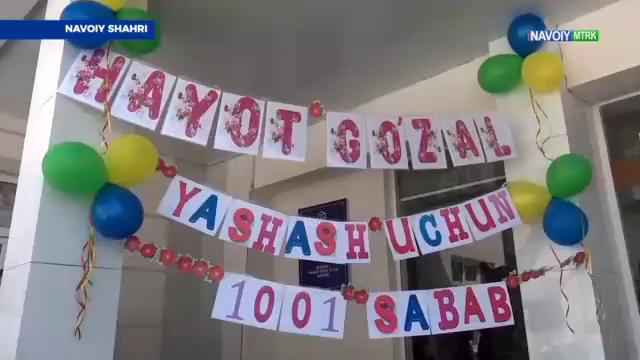 NAVOIY SHAHRI
NAVOIY MTRK
HAYOT GO'ZAL
YASHASH UCHUN
1001 SABAB